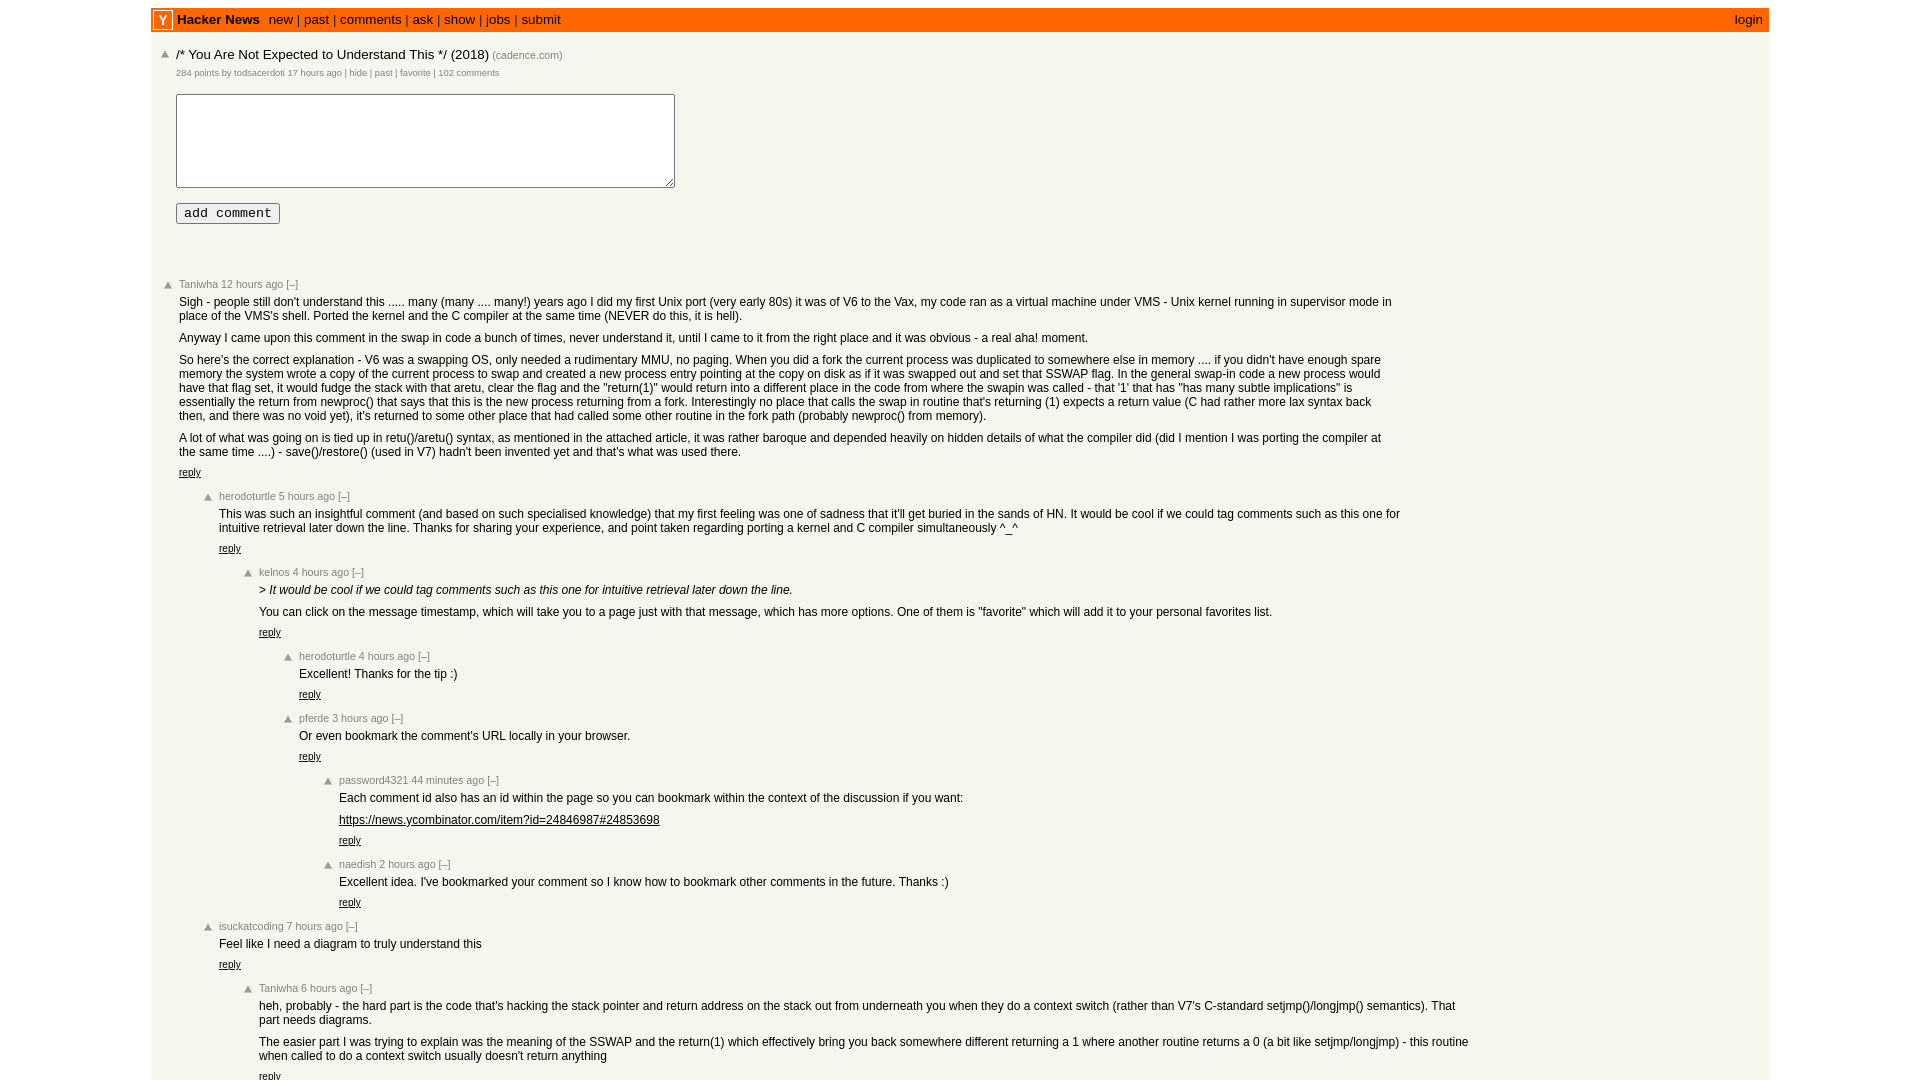 Y Hacker News new | past | comments | ask | show | jobs | submit login
/* You Are Not Expected to Understand This */ (2018) (cadence.com)
284 points by todsacerdoti 17 hours ago | hide | past | favorite | 102 comments
add comment
Taniwha 12 hours ago [–]
Sigh - people still don't understand this ..... many (many .... many!) years ago I did my first Unix port (very early 80s) it was of V6 to the Vax, my code ran as a virtual machine under VMS - Unix kernel running in supervisor mode in
place of the VMS's shell. Ported the kernel and the C compiler at the same time (NEVER do this, it is hell).
Anyway I came upon this comment in the swap in code a bunch of times, never understand it, until I came to it from the right place and it was obvious - a real aha! moment.
So here's the correct explanation - V6 was a swapping OS, only needed a rudimentary MMU, no paging. When you did a fork the current process was duplicated to somewhere else in memory .... if you didn't have enough spare
memory the system wrote a copy of the current process to swap and created a new process entry pointing at the copy on disk as if it was swapped out and set that SSWAP flag. In the general swap-in code a new process would
have that flag set, it would fudge the stack with that aretu, clear the flag and the "return(1)" would return into a different place in the code from where the swapin was called - that '1' that has "has many subtle implications" is
essentially the return from newproc() that says that this is the new process returning from a fork. Interestingly no place that calls the swap in routine that's returning (1) expects a return value (C had rather more lax syntax back
then, and there was no void yet), it's returned to some other place that had called some other routine in the fork path (probably newproc() from memory).
A lot of what was going on is tied up in retu()/aretu() syntax, as mentioned in the attached article, it was rather baroque and depended heavily on hidden details of what the compiler did (did I mention I was porting the compiler at
the same time ....) - save()/restore() (used in V7) hadn't been invented yet and that's what was used there.
reply
herodoturtle 5 hours ago [–]
This was such an insightful comment (and based on such specialised knowledge) that my first feeling was one of sadness that it'll get buried in the sands of HN. It would be cool if we could tag comments such as this one for
intuitive retrieval later down the line. Thanks for sharing your experience, and point taken regarding porting a kernel and C compiler simultaneously ^_^
reply
kelnos 4 hours ago [–]
> It would be cool if we could tag comments such as this one for intuitive retrieval later down the line.
You can click on the message timestamp, which will take you to a page just with that message, which has more options. One of them is "favorite" which will add it to your personal favorites list.
reply
herodoturtle 4 hours ago [–]
Excellent! Thanks for the tip :)
reply
pferde 3 hours ago [–]
Or even bookmark the comment's URL locally in your browser.
reply
password4321 44 minutes ago [–]
Each comment id also has an id within the page so you can bookmark within the context of the discussion if you want:
https://news.ycombinator.com/item?id=24846987#24853698
reply
naedish 2 hours ago [–]
Excellent idea. I've bookmarked your comment so I know how to bookmark other comments in the future. Thanks :)
reply
isuckatcoding 7 hours ago [–]
Feel like I need a diagram to truly understand this
reply
Taniwha 6 hours ago [–]
heh, probably - the hard part is the code that's hacking the stack pointer and return address on the stack out from underneath you when they do a context switch (rather than V7's C-standard setjmp()/longjmp() semantics). That
part needs diagrams.
The easier part I was trying to explain was the meaning of the SSWAP and the return(1) which effectively bring you back somewhere different returning a 1 where another routine returns a 0 (a bit like setjmp/longjmp) - this routine
when called to do a context switch usually doesn't return anything
reply